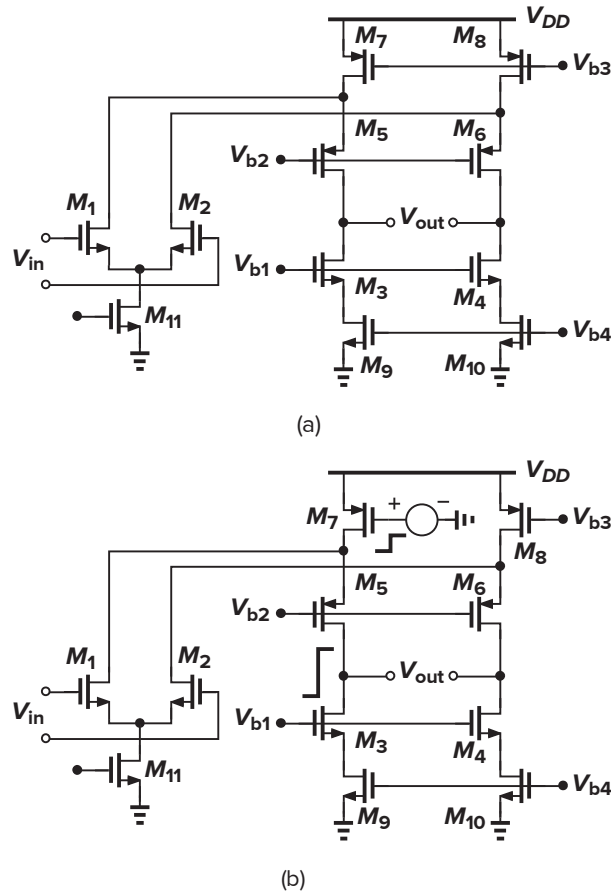 V_DD
M_7 M_8
V_b3
M_5 M_6
V_b2
M_1 M_2
V_in V_out
V_b1
M_3 M_4
M_11
V_b4
M_9 M_10
(a)
V_DD
+ −
M_7 V_b3
M_8
M_5 M_6
V_b2
M_1 M_2
V_in V_out
V_b1
M_3 M_4
M_11
V_b4
M_9 M_10
(b)